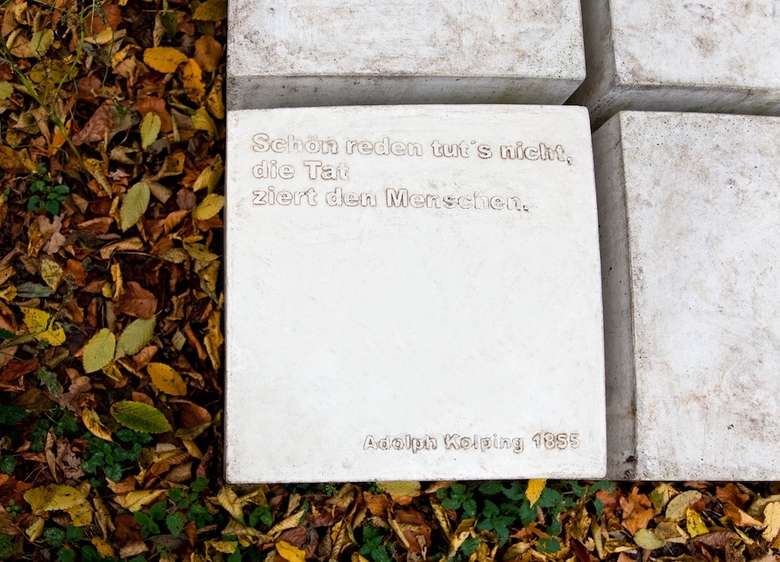 Schön reden tut´s nicht,
die Tat
ziert den Menschen.
Adolph Kolping 1855